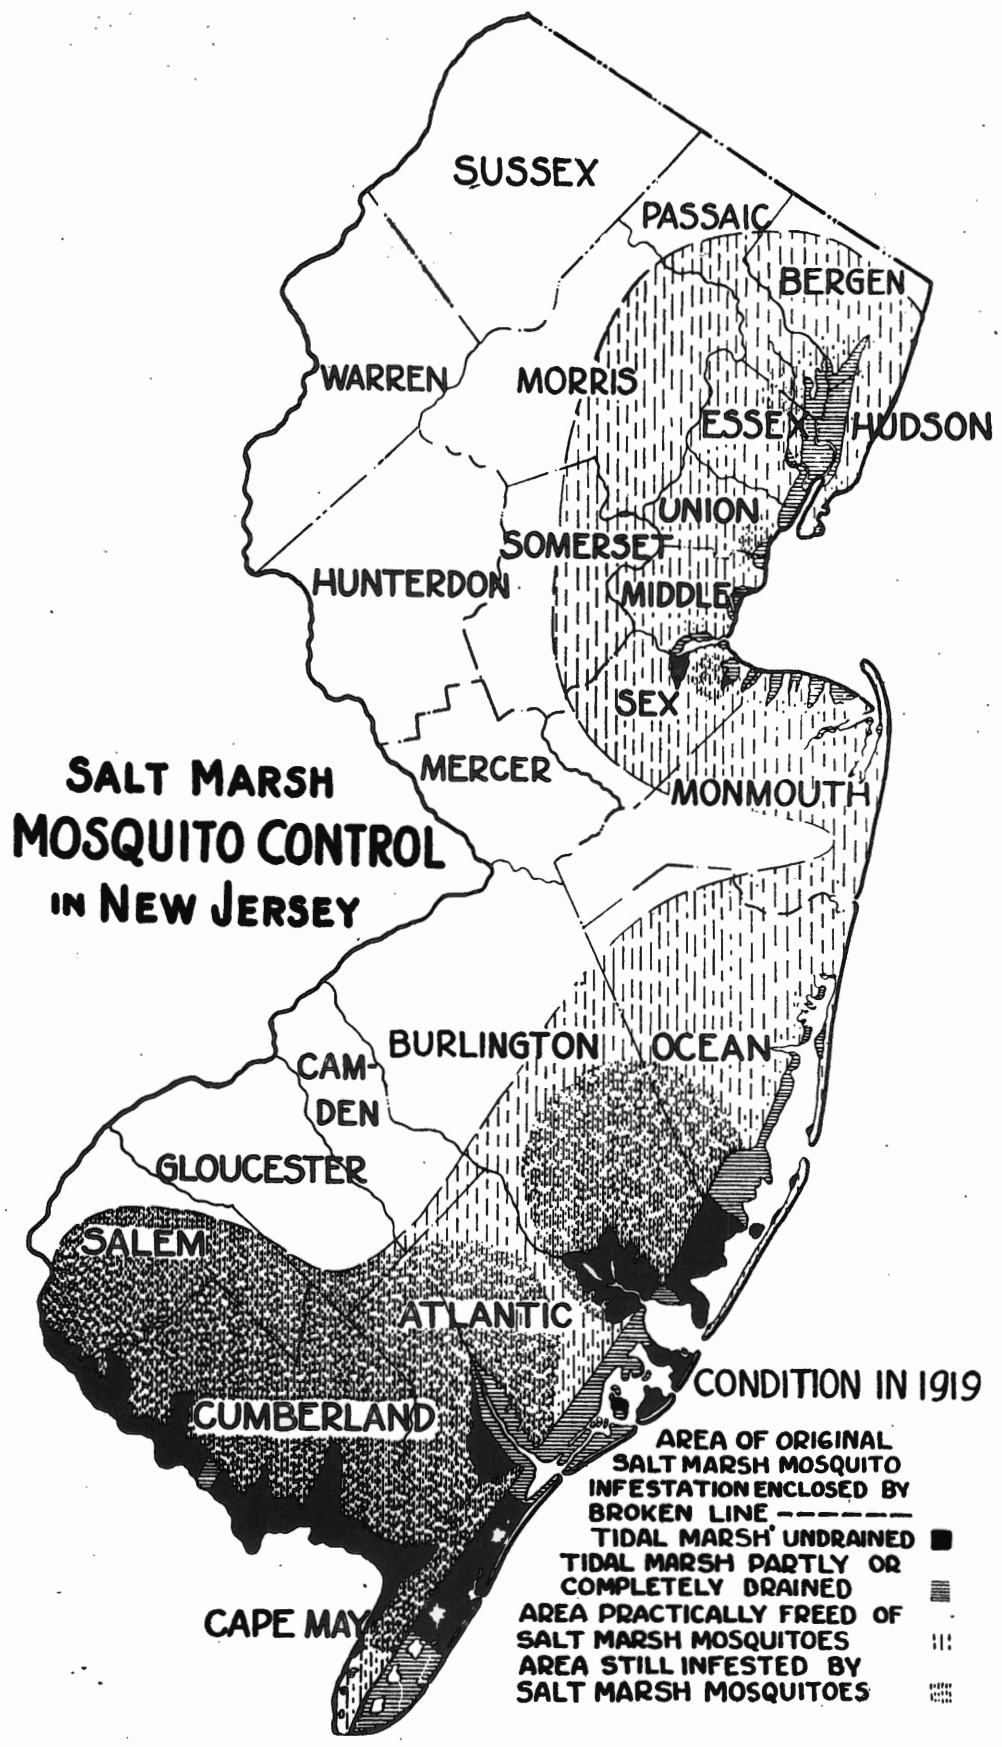 SUSSEX
PASSAIC
BERGEN
WARREN
MORRIS
ESSEX
HUDSON
UNION
SOMERSET
HUNTERDON
MIDDLE
SEX
MERCER
MONMOUTH
SALT MARSH
MOSQUITO CONTROL
IN NEW JERSEY
BURLINGTON
OCEAN
CAM-
DEN
GLOUCESTER
SALEM
ATLANTIC
CUMBERLAND
CAPE MAY
CONDITION IN 1919
AREA OF ORIGINAL
SALT MARSH MOSQUITO
INFESTATION ENCLOSED BY
BROKEN LINE
TIDAL MARSH UNDRAINED
TIDAL MARSH PARTLY OR
COMPLETELY DRAINED
AREA PRACTICALLY FREED OF
SALT MARSH MOSQUITOES
AREA STILL INFESTED BY
SALT MARSH MOSQUITOES